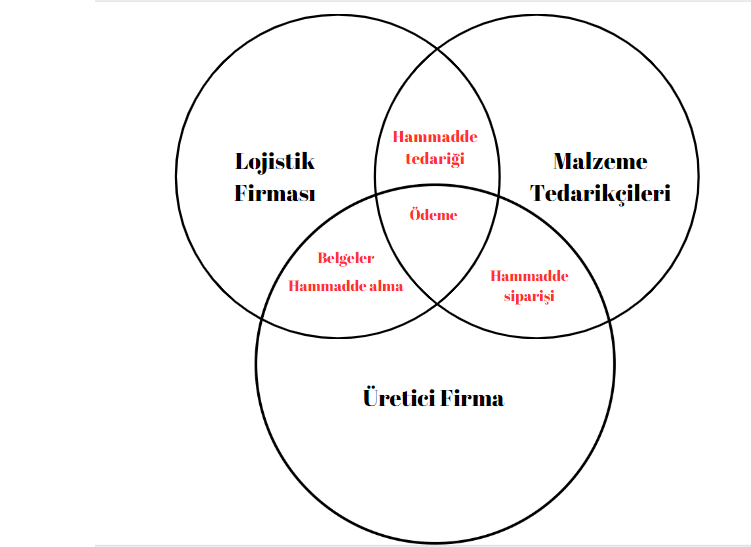 Hammadde
tedariği
Lojistik
Firması
Malzeme
Tedarikçileri
Ödeme
Belgeler
Hammadde alma
Hammadde
siparişi
Üretici Firma